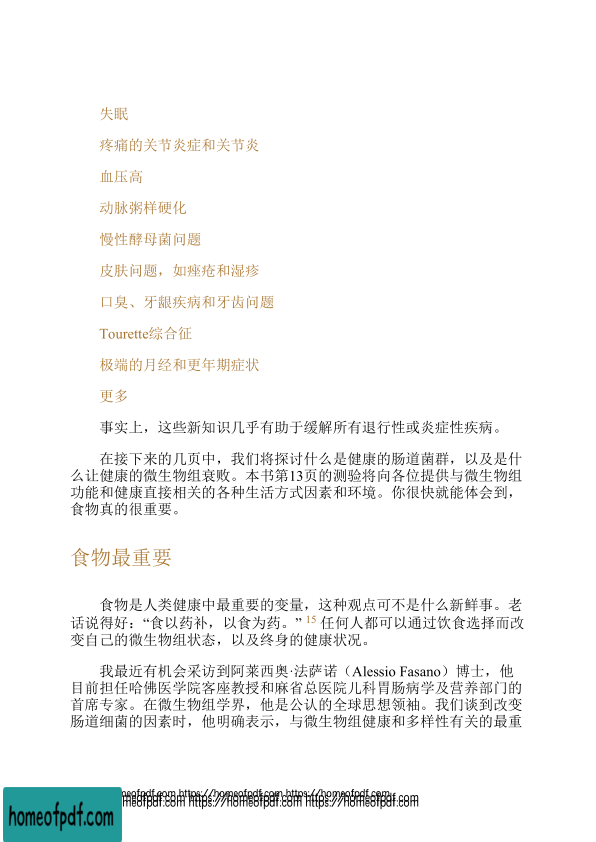 失眠
疼痛的关节炎症和关节炎
血压高
动脉粥样硬化
慢性酵母菌问题
皮肤问题，如痤疮和湿疹
口臭、牙龈疾病和牙齿问题
Tourette综合征
极端的月经和更年期症状
更多
事实上，这些新知识几乎有助于缓解所有退行性或炎症性疾病。
在接下来的几页中，我们将探讨什么是健康的肠道菌群，以及是什
么让健康的微生物组衰败。本书第13页的测验将向各位提供与微生物组
功能和健康直接相关的各种生活方式因素和环境。你很快就能体会到，
食物真的很重要。
食物最重要
食物是人类健康中最重要的变量，这种观点可不是什么新鲜事。老
话说得好：“食以药补，以食为药。” 15 任何人都可以通过饮食选择而改
变自己的微生物组状态，以及终身的健康状况。
我最近有机会采访到阿莱西奥·法萨诺（Alessio Fasano）博士，他
目前担任哈佛医学院客座教授和麻省总医院儿科胃肠病学及营养部门的
首席专家。在微生物组学界，他是公认的全球思想领袖。我们谈到改变
肠道细菌的因素时，他明确表示，与微生物组健康和多样性有关的最重
homeofpdf.com https://homeofpdf.com https://homeofpdf.com
homeofpdf.com https://homeofpdf.com https://homeofpdf.com
homeofpdf.com